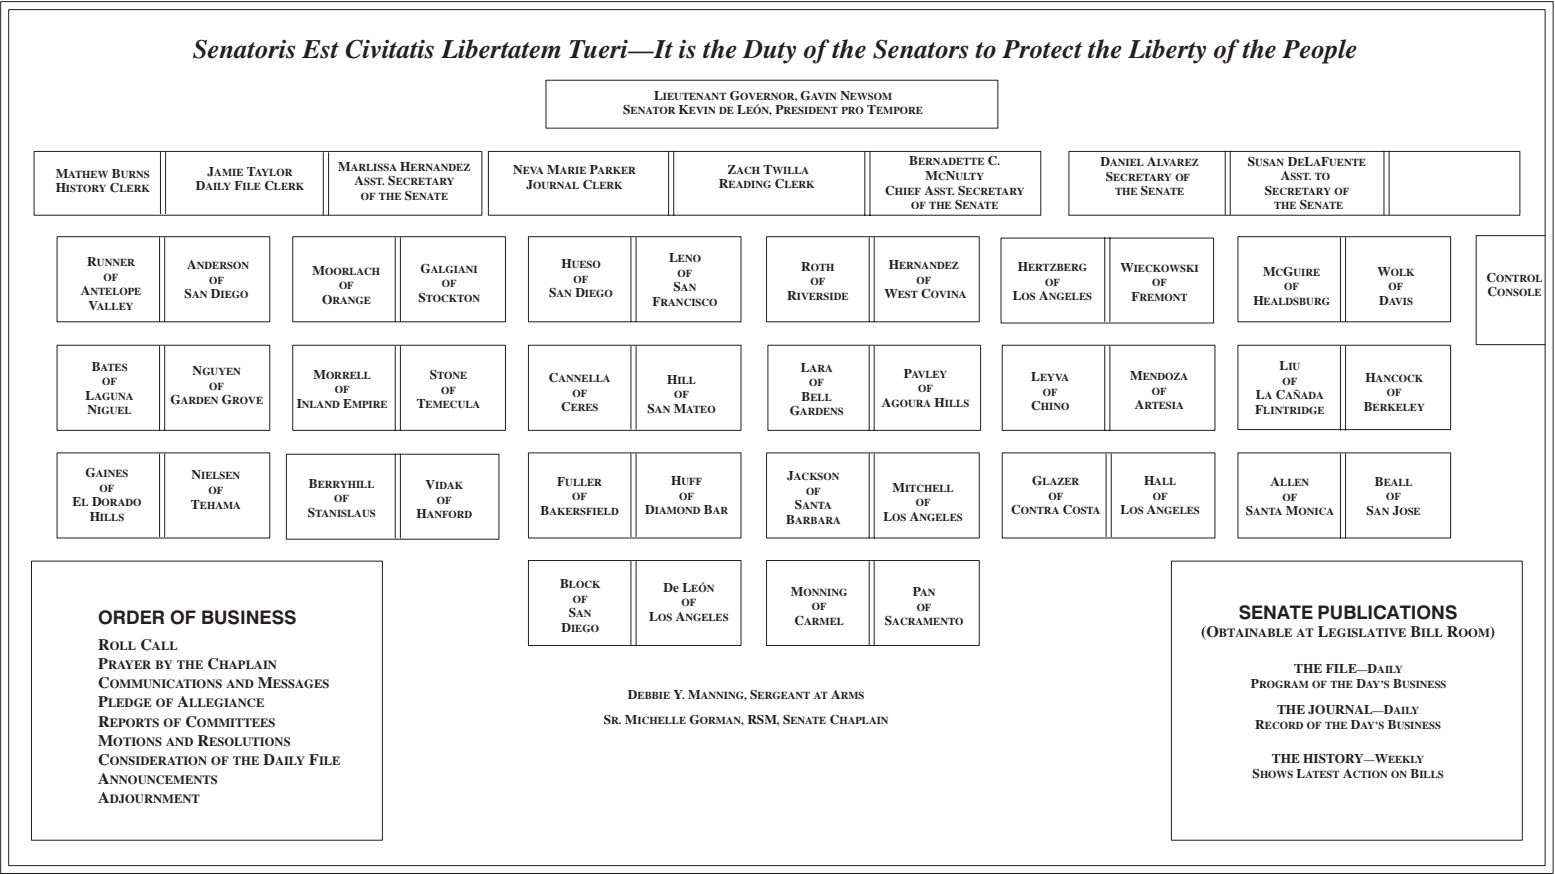 Senatoris Est Civitatis Libertatem Tueri—It is the Duty of the Senators to Protect the Liberty of the People
Lieutenant Governor, Gavin Newsom
Senator Kevin de León, President pro Tempore
Mathew Burns
History Clerk
Jamie Taylor
Daily File Clerk
Marlissa Hernandez
Asst. Secretary
of the Senate
Neva Marie Parker
Journal Clerk
Zach Twilla
Reading Clerk
Bernadette C.
McNulty
Chief Asst. Secretary
of the Senate
Daniel Alvarez
Secretary of
the Senate
Susan DeLaFuente
Asst. to
Secretary of
the Senate
Runner
of
Antelope
Valley
Anderson
of
San Diego
Moorlach
of
Orange
Galgiani
of
Stockton
Hueso
of
San Diego
Leno
of
San
Francisco
Roth
of
Riverside
Hernandez
of
West Covina
Hertzberg
of
Los Angeles
Wieckowski
of
Fremont
McGuire
of
Healdsburg
Wolk
of
Davis
Control
Console
Bates
of
Laguna
Niguel
Nguyen
of
Garden Grove
Morrell
of
Inland Empire
Stone
of
Temecula
Cannella
of
Ceres
Hill
of
San Mateo
Lara
of
Bell
Gardens
Pavley
of
Agoura Hills
Leyva
of
Chino
Mendoza
of
Artesia
Liu
of
La Cañada
Flintridge
Hancock
of
Berkeley
Gaines
of
El Dorado
Hills
Nielsen
of
Tehama
Berryhill
of
Stanislaus
Vidak
of
Hanford
Fuller
of
Bakersfield
Huff
of
Diamond Bar
Jackson
of
Santa
Barbara
Mitchell
of
Los Angeles
Glazer
of
Contra Costa
Hall
of
Los Angeles
Allen
of
Santa Monica
Beall
of
San Jose
Block
of
San
Diego
De León
of
Los Angeles
Monning
of
Carmel
Pan
of
Sacramento
ORDER OF BUSINESS
Roll Call
Prayer by the Chaplain
Communications and Messages
Pledge of Allegiance
Reports of Committees
Motions and Resolutions
Consideration of the Daily File
Announcements
Adjournment
Debbie Y. Manning, Sergeant at Arms
Sr. Michelle Gorman, RSM, Senate Chaplain
SENATE PUBLICATIONS
(Obtainable at Legislative Bill Room)
THE FILE—Daily
Program of the Day's Business
THE JOURNAL—Daily
Record of the Day's Business
THE HISTORY—Weekly
Shows Latest Action on Bills